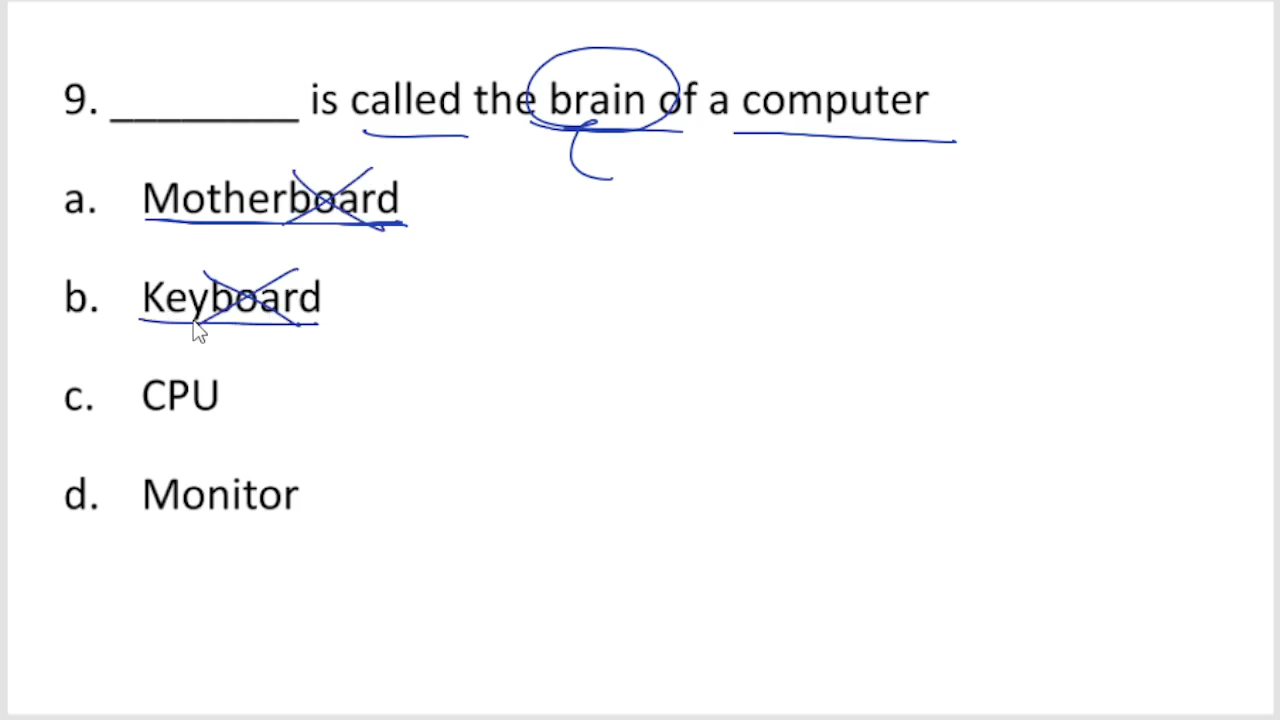 9. _________ is called the brain of a computer
a. Motherboard
b. Keyboard
c. CPU
d. Monitor